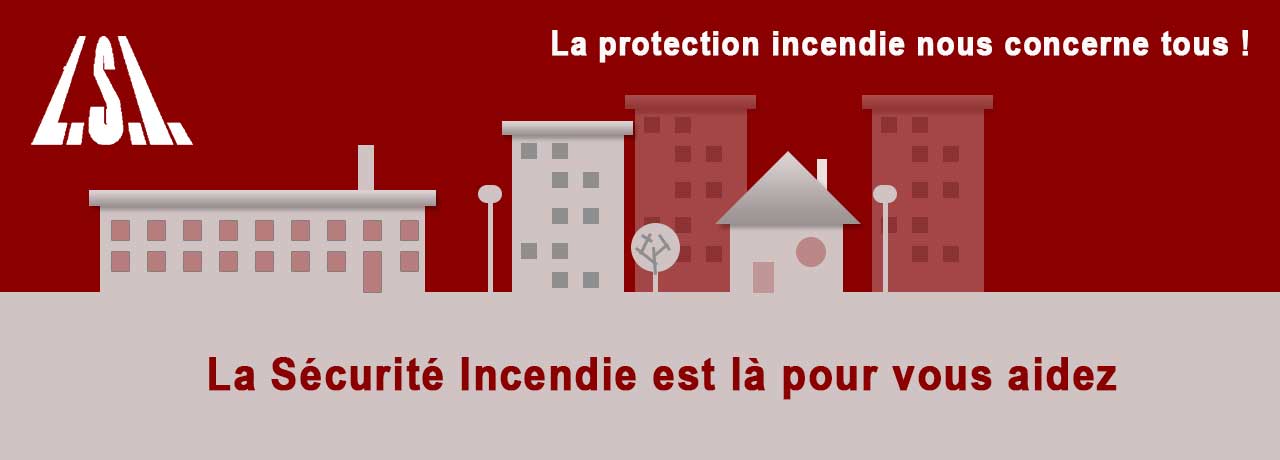 L.S.I.
La protection incendie nous concerne tous !
La Sécurité Incendie est là pour vous aidez